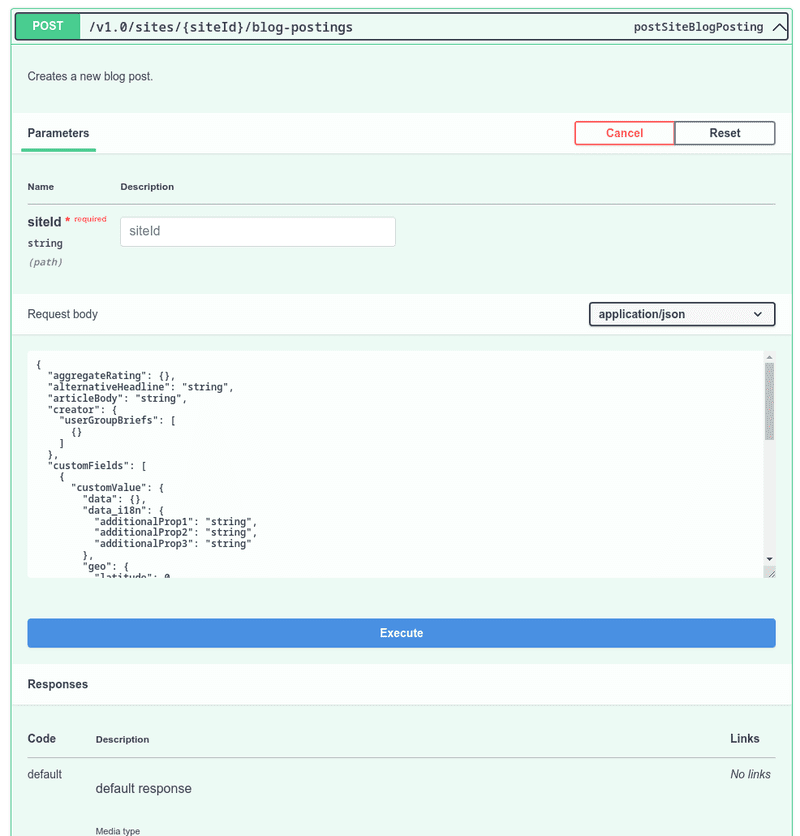 POST /v1.0/sites/{siteId}/blog-postings postSiteBlogPosting
Creates a new blog post.
Parameters Cancel Reset
Name Description
siteId * required siteId
string
(path)
Request body application/json
{
"aggregateRating": {},
"alternativeHeadline": "string",
"articleBody": "string",
"creator": {
"userGroupBriefs": [
{}
]
},
"customFields": [
{
"customValue": {
"data": {},
"data_i18n": {
"additionalProp1": "string",
"additionalProp2": "string",
"additionalProp3": "string"
},
"geo": {
"latitude": 0,
Execute
Responses
Code Description Links
default No links
default response
Media type